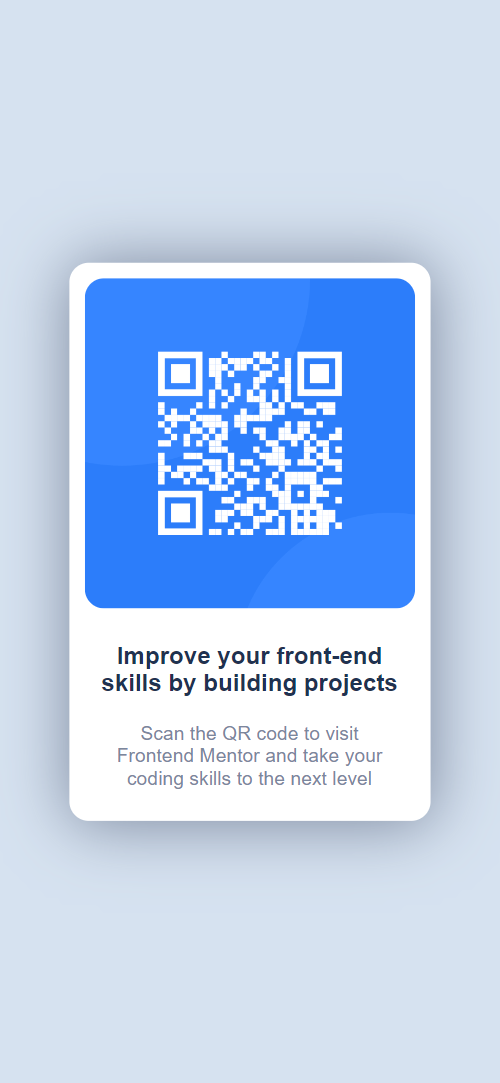 Improve your front-end
skills by building projects
Scan the QR code to visit
Frontend Mentor and take your
coding skills to the next level